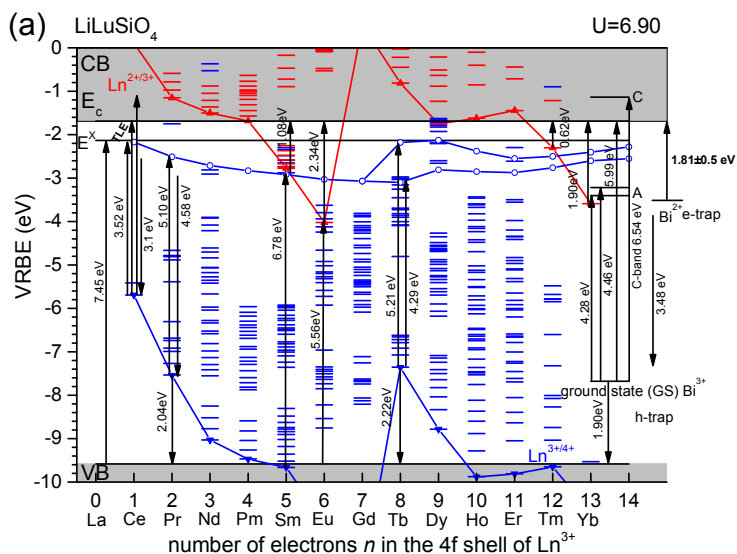 (a)
LiLuSiO4
U=6.90
VRBE (eV)
0
-1
-2
-3
-4
-5
-6
-7
-8
-9
-10
CB
Ec
E^X
VB
Ln2+/3+
TLE
Ln3+/4+
3.52 eV
3.1 eV
7.45 eV
5.10 eV
4.58 eV
2.04eV
1.08eV
6.78 eV
2.34eV
5.56eV
5.21 eV
4.29 eV
2.22eV
0.62eV
1.90eV
5.99 eV
4.28 eV
4.46 eV
C
A
C-band 6.54 eV
1.81±0.5 eV
Bi2+ e-trap
3.48 eV
ground state (GS) Bi3+
h-trap
1.90eV
0 1 2 3 4 5 6 7 8 9 10 11 12 13 14
La Ce Pr Nd Pm Sm Eu Gd Tb Dy Ho Er Tm Yb
number of electrons n in the 4f shell of Ln3+